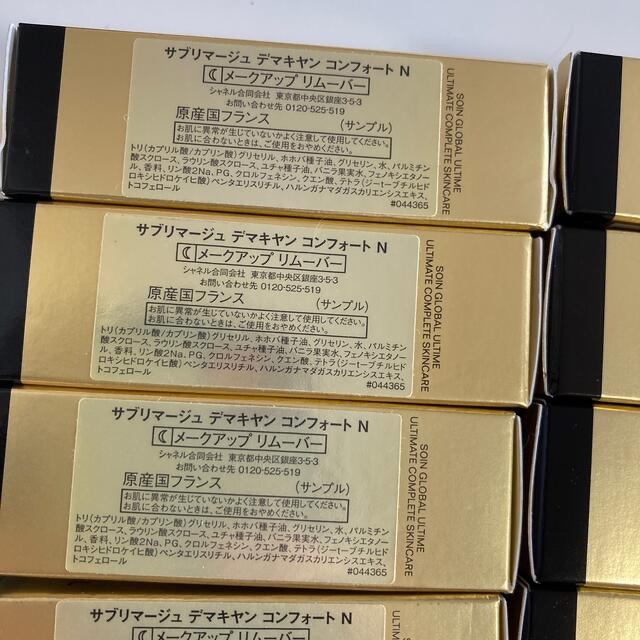 サブリマージュ デマキヤン コンフォート N
メークアップ リムーバー
シャネル合同会社 東京都中央区銀座3-5-3
お問い合わせ先 0120-525-519
原産国フランス (サンプル)
お肌に異常が生じていないかよく注意して使用してください。
お肌に合わないときは、ご使用をおやめください。
トリ(カプリル酸/カプリン酸)グリセリル、ホホバ種子油、グリセリン、水、パルミチン
酸スクロース、ラウリン酸スクロース、ユチャ種子油、バニラ果実水、フェノキシエタノー
ル、香料、リン酸2Na、PG、クロルフェネシン、クエン酸、テトラ(ジ-t-ブチルヒド
ロキシヒドロケイヒ酸)ペンタエリスリチル、ハルンガナマダガスカリエンシスエキス、
トコフェロール
#044365
SOIN GLOBAL ULTIME
ULTIMATE COMPLETE SKINCARE
サブリマージュ デマキヤン コンフォート N
メークアップ リムーバー
シャネル合同会社 東京都中央区銀座3-5-3
お問い合わせ先 0120-525-519
原産国フランス (サンプル)
お肌に異常が生じていないかよく注意して使用してください。
お肌に合わないときは、ご使用をおやめください。
トリ(カプリル酸/カプリン酸)グリセリル、ホホバ種子油、グリセリン、水、パルミチン
酸スクロース、ラウリン酸スクロース、ユチャ種子油、バニラ果実水、フェノキシエタノー
ル、香料、リン酸2Na、PG、クロルフェネシン、クエン酸、テトラ(ジ-t-ブチルヒド
ロキシヒドロケイヒ酸)ペンタエリスリチル、ハルンガナマダガスカリエンシスエキス、
トコフェロール
#044365
SOIN GLOBAL ULTIME
ULTIMATE COMPLETE SKINCARE
サブリマージュ デマキヤン コンフォート N
メークアップ リムーバー
シャネル合同会社 東京都中央区銀座3-5-3
お問い合わせ先 0120-525-519
原産国フランス (サンプル)
お肌に異常が生じていないかよく注意して使用してください。
お肌に合わないときは、ご使用をおやめください。
トリ(カプリル酸/カプリン酸)グリセリル、ホホバ種子油、グリセリン、水、パルミチン
酸スクロース、ラウリン酸スクロース、ユチャ種子油、バニラ果実水、フェノキシエタノー
ル、香料、リン酸2Na、PG、クロルフェネシン、クエン酸、テトラ(ジ-t-ブチルヒド
ロキシヒドロケイヒ酸)ペンタエリスリチル、ハルンガナマダガスカリエンシスエキス、
トコフェロール
#044365
SOIN GLOBAL ULTIME
ULTIMATE COMPLETE SKINCARE
サブリマージュ デマキヤン コンフォート N
メークアップ リムーバー